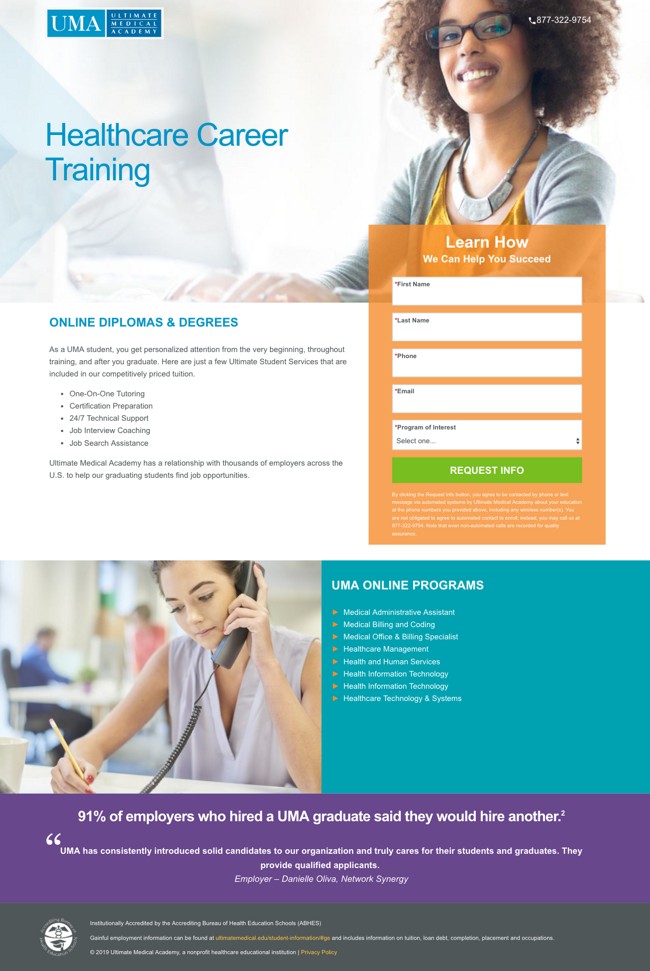 UMA ULTIMATE
MEDICAL
ACADEMY
877-322-9754
Healthcare Career
Training
Learn How
We Can Help You Succeed
*First Name
*Last Name
*Phone
*Email
*Program of Interest
Select one...
REQUEST INFO
By clicking the Request Info button, you agree to be contacted by phone or text
message via automated systems by Ultimate Medical Academy about your education
at the phone numbers you provided above, including any wireless number(s). You
are not obligated to agree to automated contact to enroll. Instead, you may call us at
877-322-9754. Note that even non-automated calls are recorded for quality
assurance.
ONLINE DIPLOMAS & DEGREES
As a UMA student, you get personalized attention from the very beginning, throughout
training, and after you graduate. Here are just a few Ultimate Student Services that are
included in our competitively priced tuition.
• One-On-One Tutoring
• Certification Preparation
• 24/7 Technical Support
• Job Interview Coaching
• Job Search Assistance
Ultimate Medical Academy has a relationship with thousands of employers across the
U.S. to help our graduating students find job opportunities.
UMA ONLINE PROGRAMS
► Medical Administrative Assistant
► Medical Billing and Coding
► Medical Office & Billing Specialist
► Healthcare Management
► Health and Human Services
► Health Information Technology
► Health Information Technology
► Healthcare Technology & Systems
91% of employers who hired a UMA graduate said they would hire another.2
“UMA has consistently introduced solid candidates to our organization and truly cares for their students and graduates. They
provide qualified applicants.
Employer – Danielle Oliva, Network Synergy
Institutionally Accredited by the Accrediting Bureau of Health Education Schools (ABHES)
Gainful employment information can be found at ultimatemedical.edu/student-information/#ge and includes information on tuition, loan debt, completion, placement and occupations.
© 2019 Ultimate Medical Academy, a nonprofit healthcare educational institution | Privacy Policy